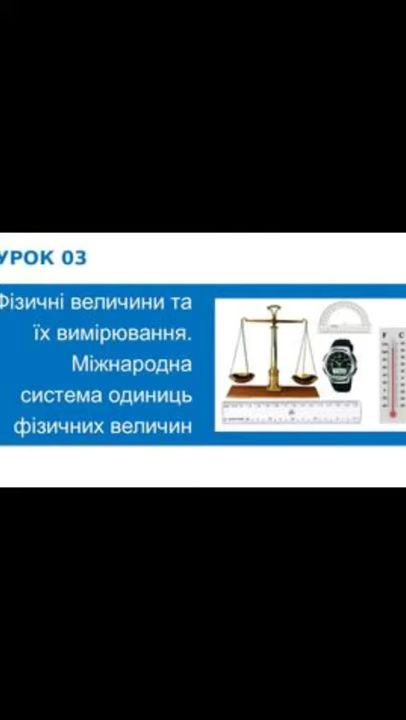 УРОК 03
Фізичні величини та
їх вимірювання.
Міжнародна
система одиниць
фізичних величин
F C